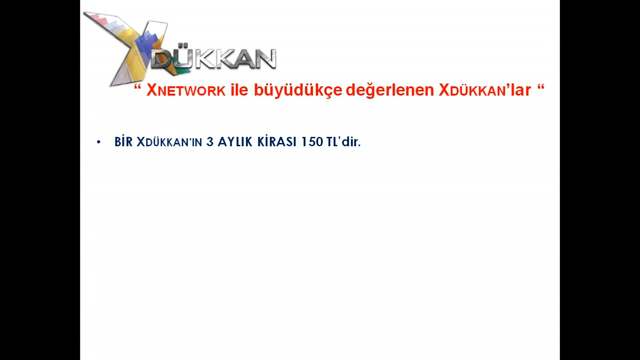 XDÜKKAN
“ XNETWORK ile büyüdükçe değerlenen XDÜKKAN’lar “
• BİR XDÜKKAN’IN 3 AYLIK KİRASI 150 TL’dir.